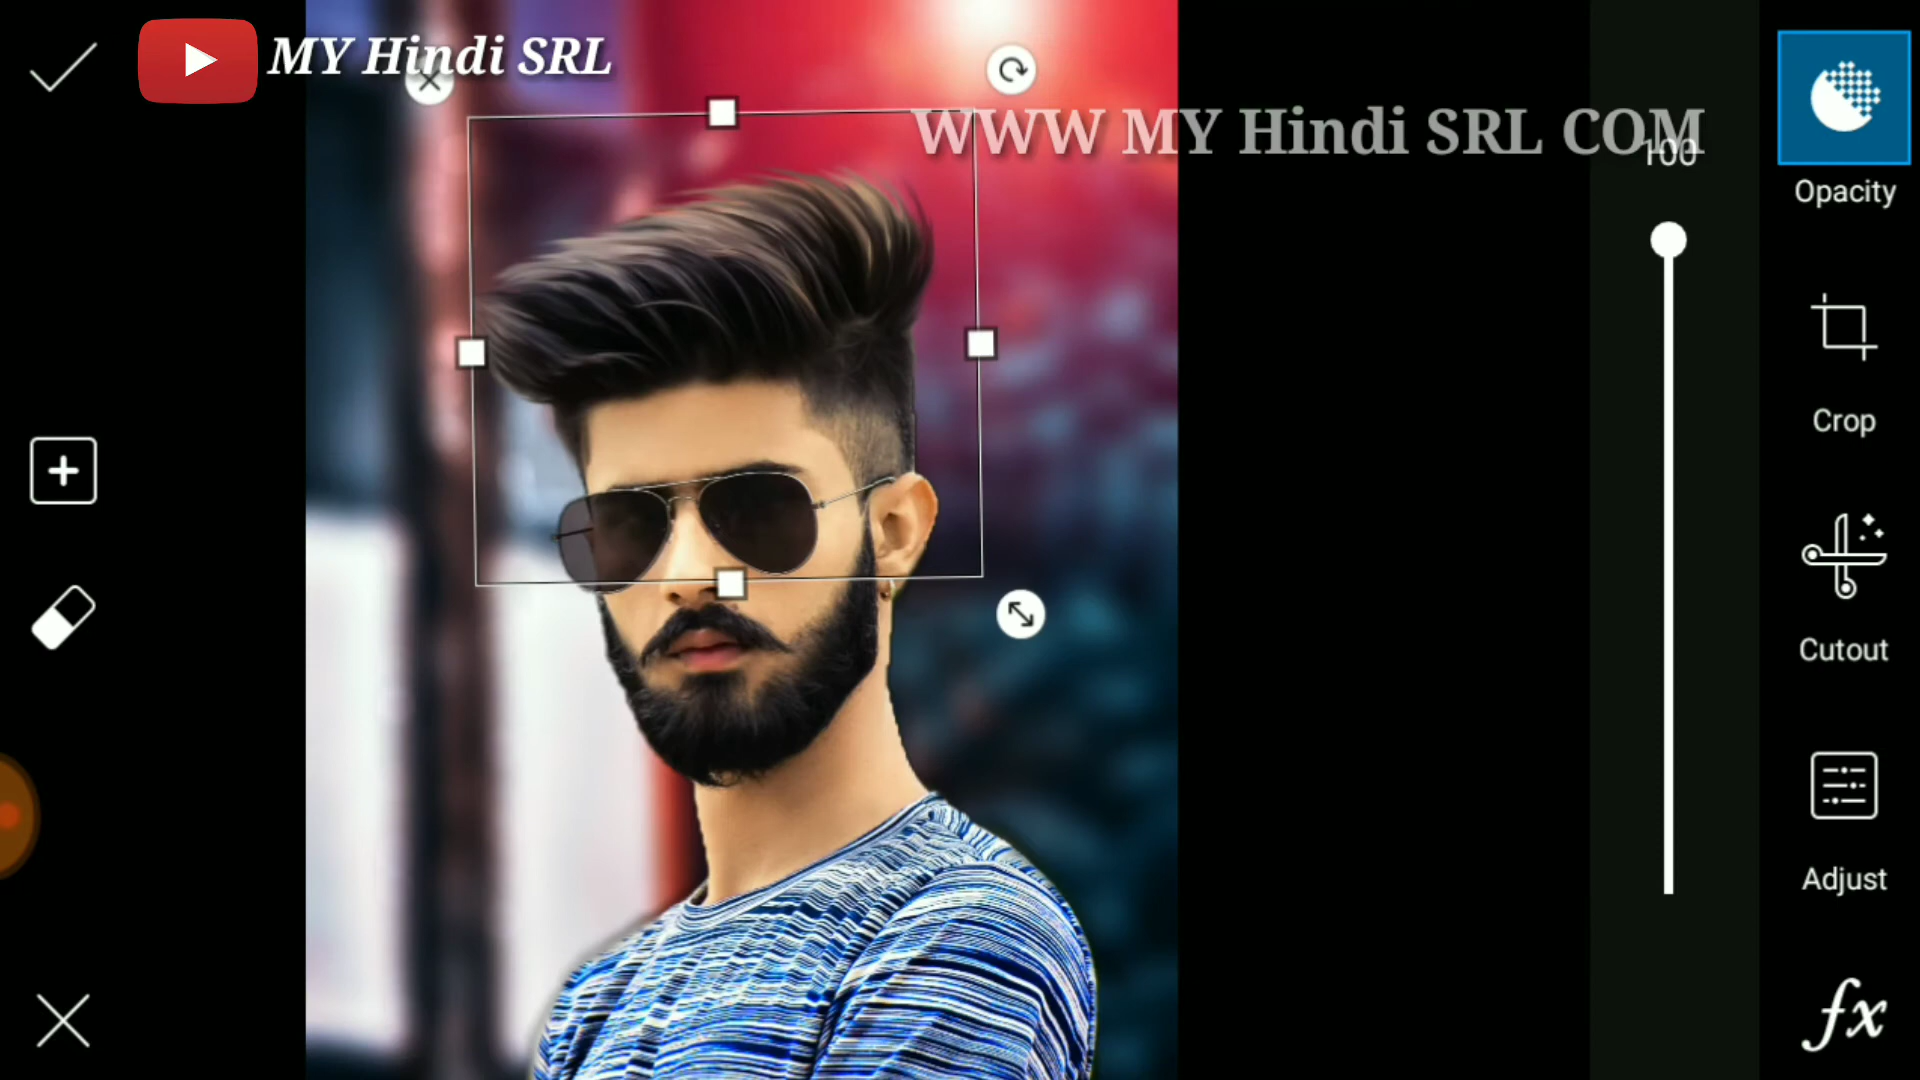 MY Hindi SRL
WWW MY Hindi SRL COM
100
Opacity
Crop
Cutout
Adjust
fx